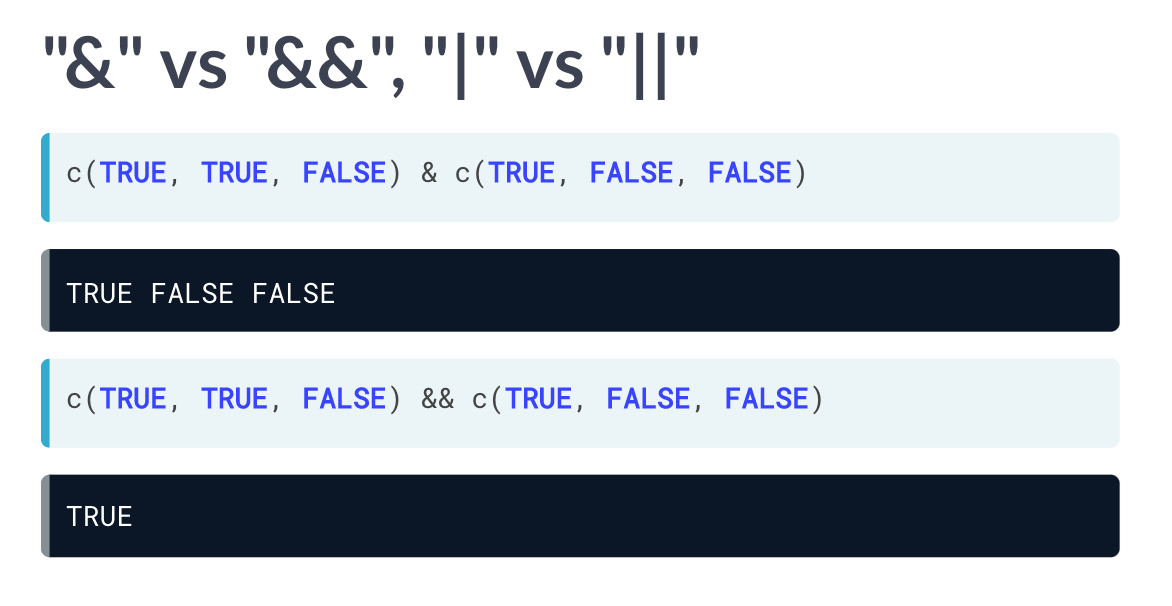 "&" vs "&&", "|" vs "||"
c(TRUE, TRUE, FALSE) & c(TRUE, FALSE, FALSE)
TRUE FALSE FALSE
c(TRUE, TRUE, FALSE) && c(TRUE, FALSE, FALSE)
TRUE